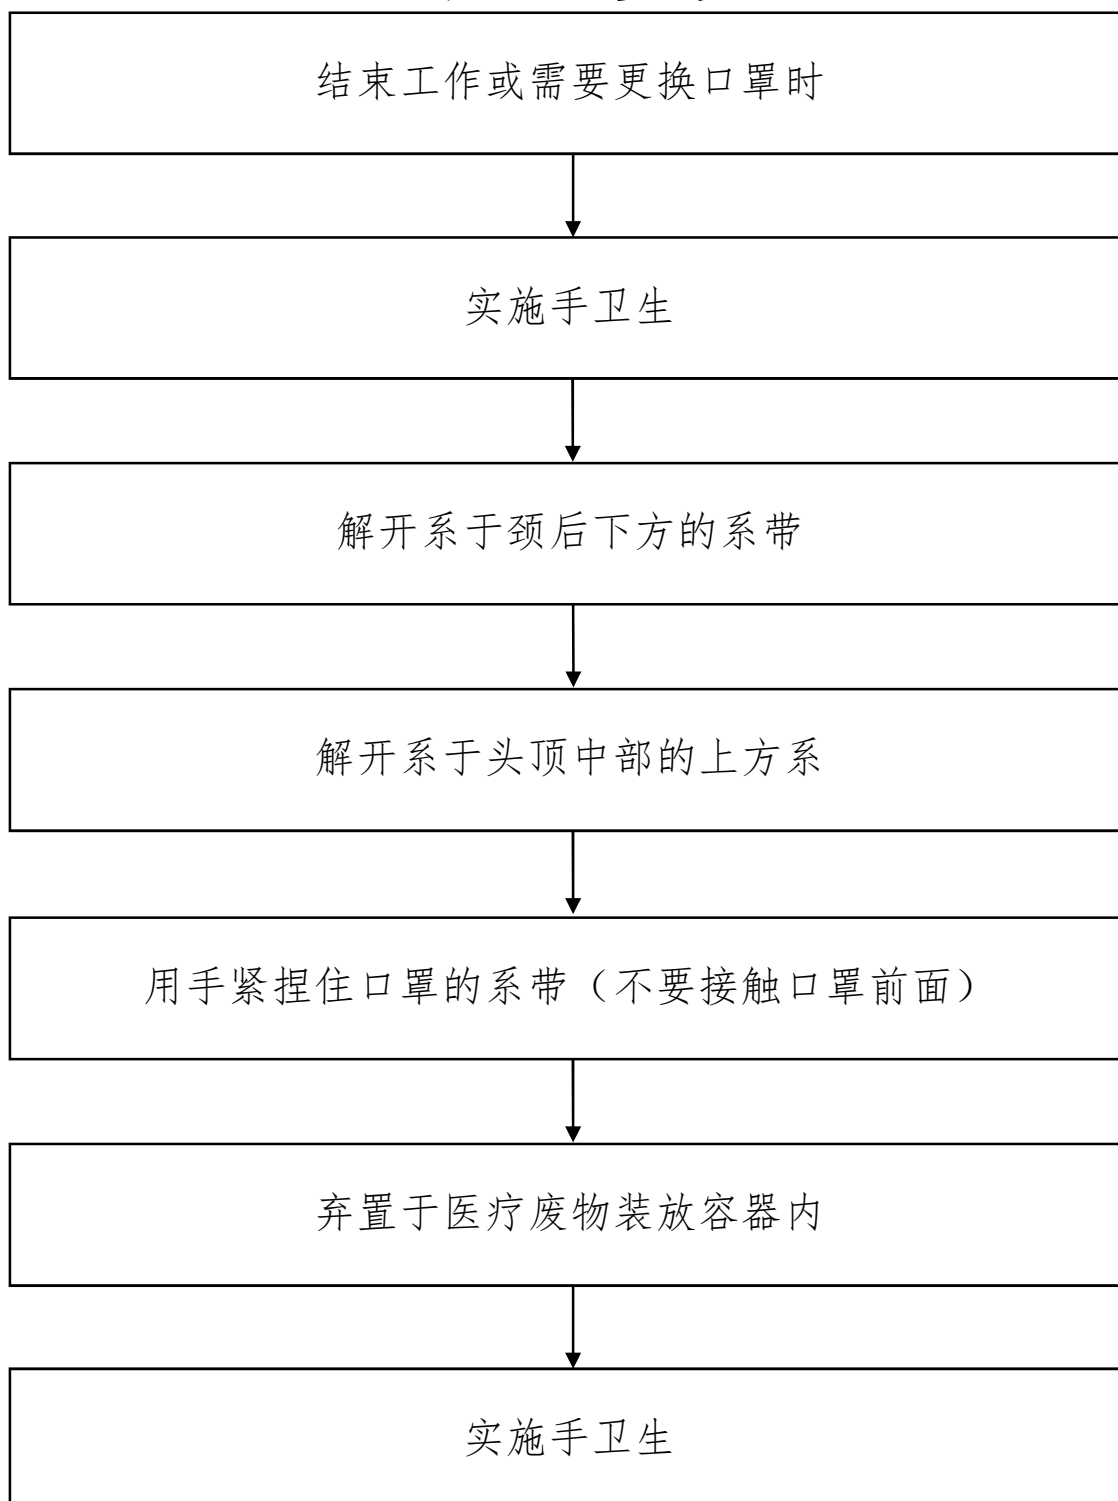 结束工作或需要更换口罩时
实施手卫生
解开系于颈后下方的系带
解开系于头顶中部的上方系
用手紧捏住口罩的系带（不要接触口罩前面）
弃置于医疗废物装放容器内
实施手卫生